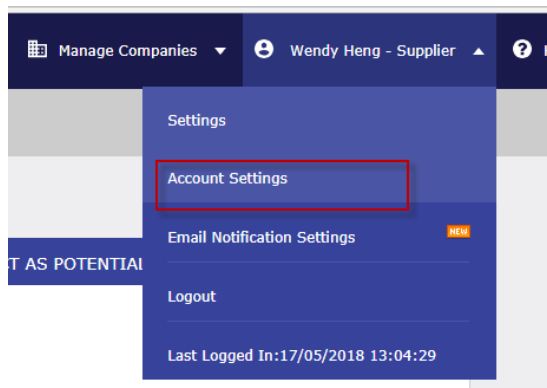 Manage Companies
Wendy Heng - Supplier
Settings
Account Settings
Email Notification Settings NEW
T AS POTENTIAL
Logout
Last Logged In:17/05/2018 13:04:29